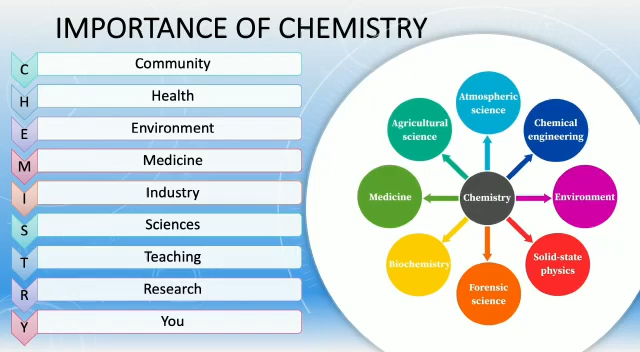 IMPORTANCE OF CHEMISTRY
C Community
H Health
E Environment
M Medicine
I Industry
S Sciences
T Teaching
R Research
Y You
Atmospheric
science
Agricultural
science
Chemical
engineering
Medicine
Chemistry
Environment
Biochemistry
Solid-state
physics
Forensic
science